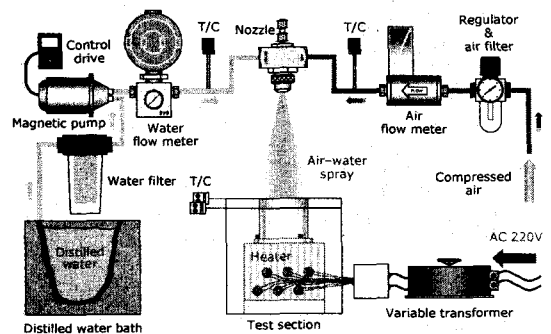 Control
drive
T/C
Nozzle
T/C
Regulator
&
air filter
Magnetic pump
Water
flow meter
FLOW
Air
flow meter
Water filter
T/C
Air–water
spray
Compressed
air
Distilled
water
Heater
AC 220V
Distilled water bath
Test section
Variable transformer